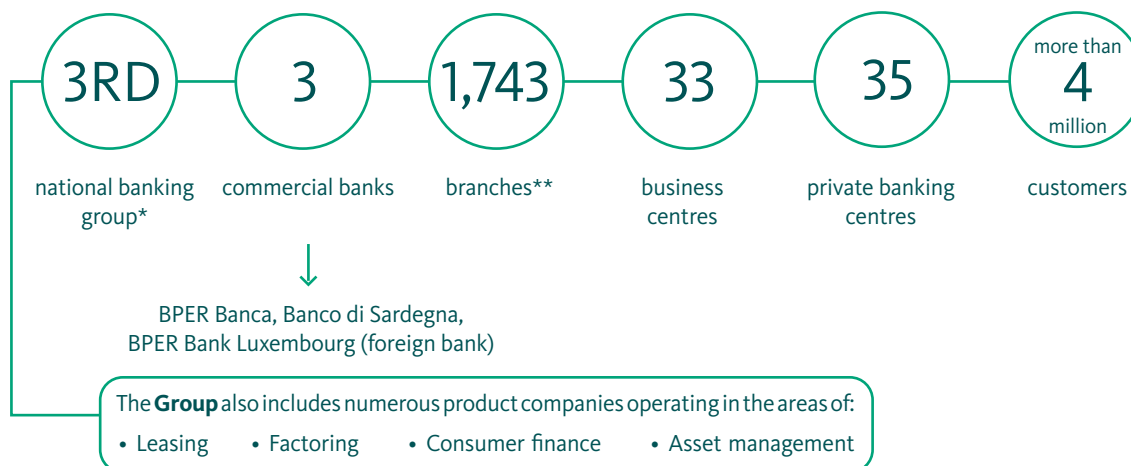 3RD
national banking
group*
3
commercial banks
1,743
branches**
33
business
centres
35
private banking
centres
more than
4
million
customers
BPER Banca, Banco di Sardegna,
BPER Bank Luxembourg (foreign bank)
The Group also includes numerous product companies operating in the areas of:
• Leasing • Factoring • Consumer finance • Asset management